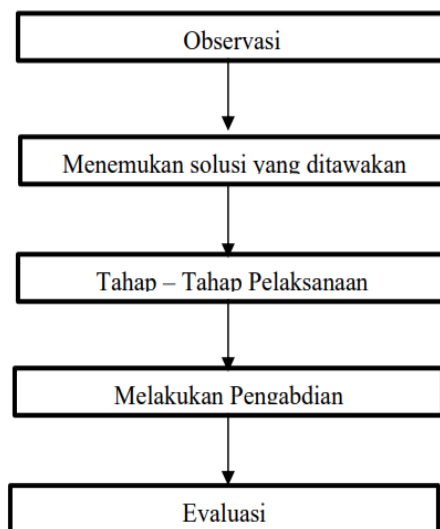 Observasi
Menemukan solusi yang ditawakan
Tahap – Tahap Pelaksanaan
Melakukan Pengabdian
Evaluasi